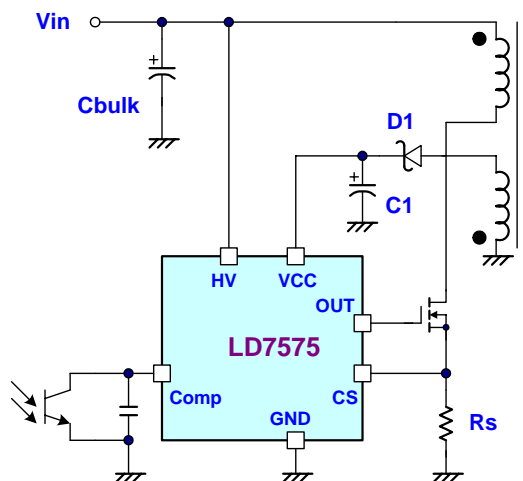 Vin
Cbulk
D1
C1
HV
VCC
OUT
LD7575
Comp
CS
GND
Rs
+
+